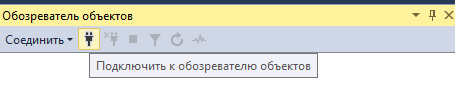 Обозреватель объектов
Соединить
Подключить к обозревателю объектов